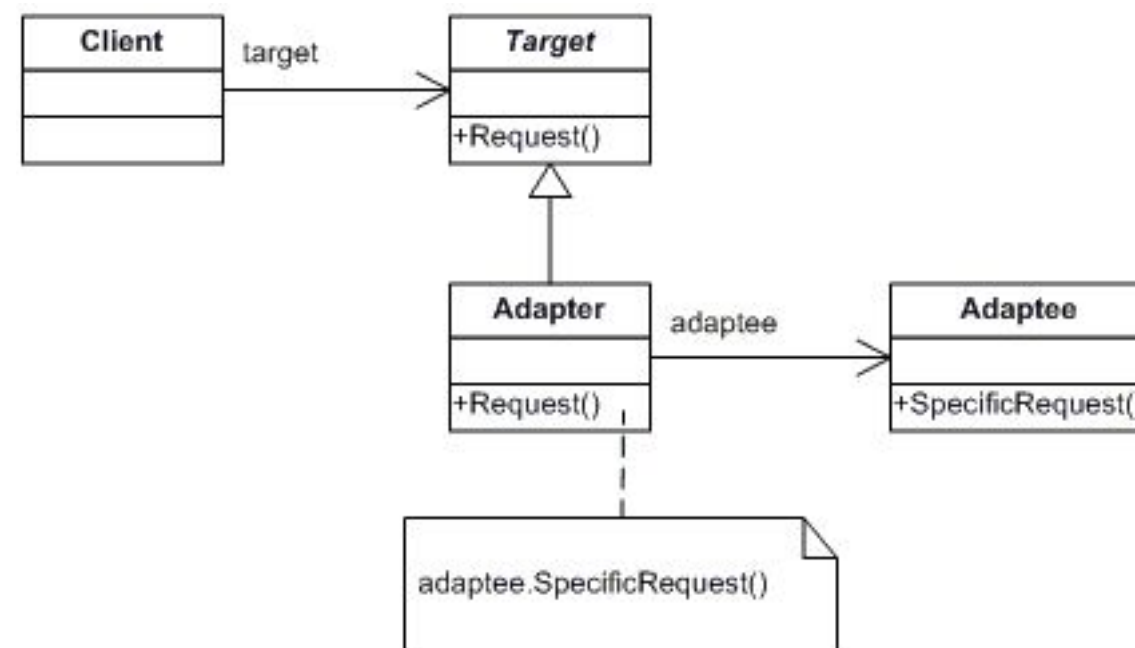 Client
target
Target
+Request()
Adapter
adaptee
Adaptee
+Request()
+SpecificRequest(
adaptee.SpecificRequest()